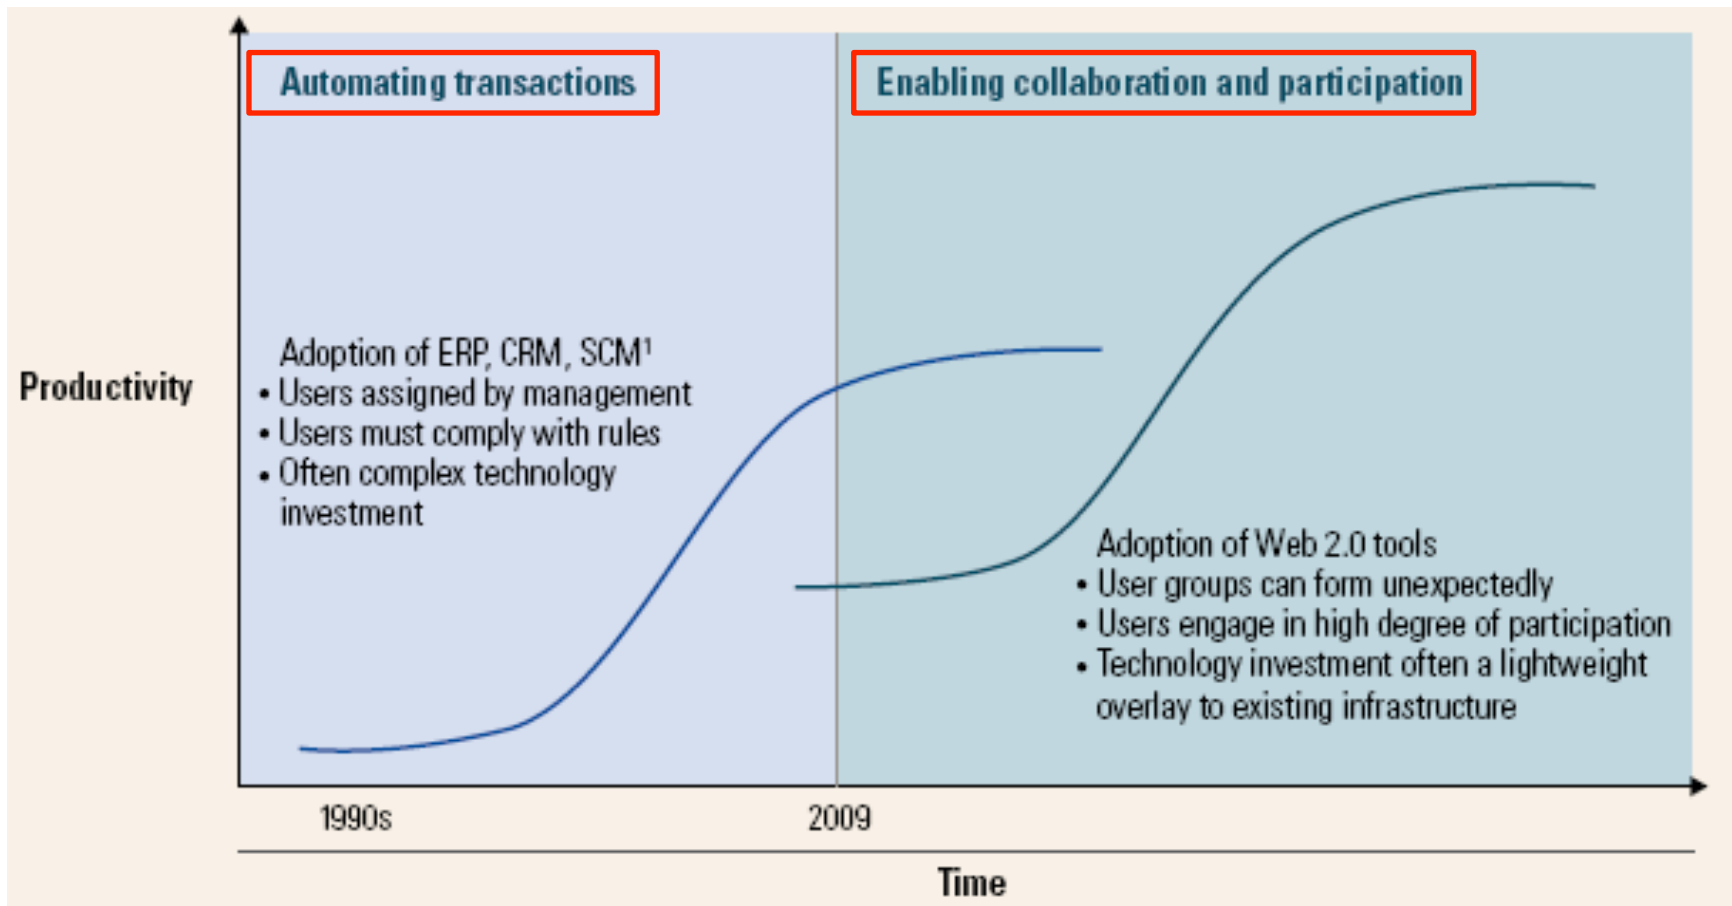 Automating transactions
Enabling collaboration and participation
Adoption of ERP, CRM, SCM¹
• Users assigned by management
• Users must comply with rules
• Often complex technology
investment
Productivity
Adoption of Web 2.0 tools
• User groups can form unexpectedly
• Users engage in high degree of participation
• Technology investment often a lightweight
overlay to existing infrastructure
1990s
2009
Time